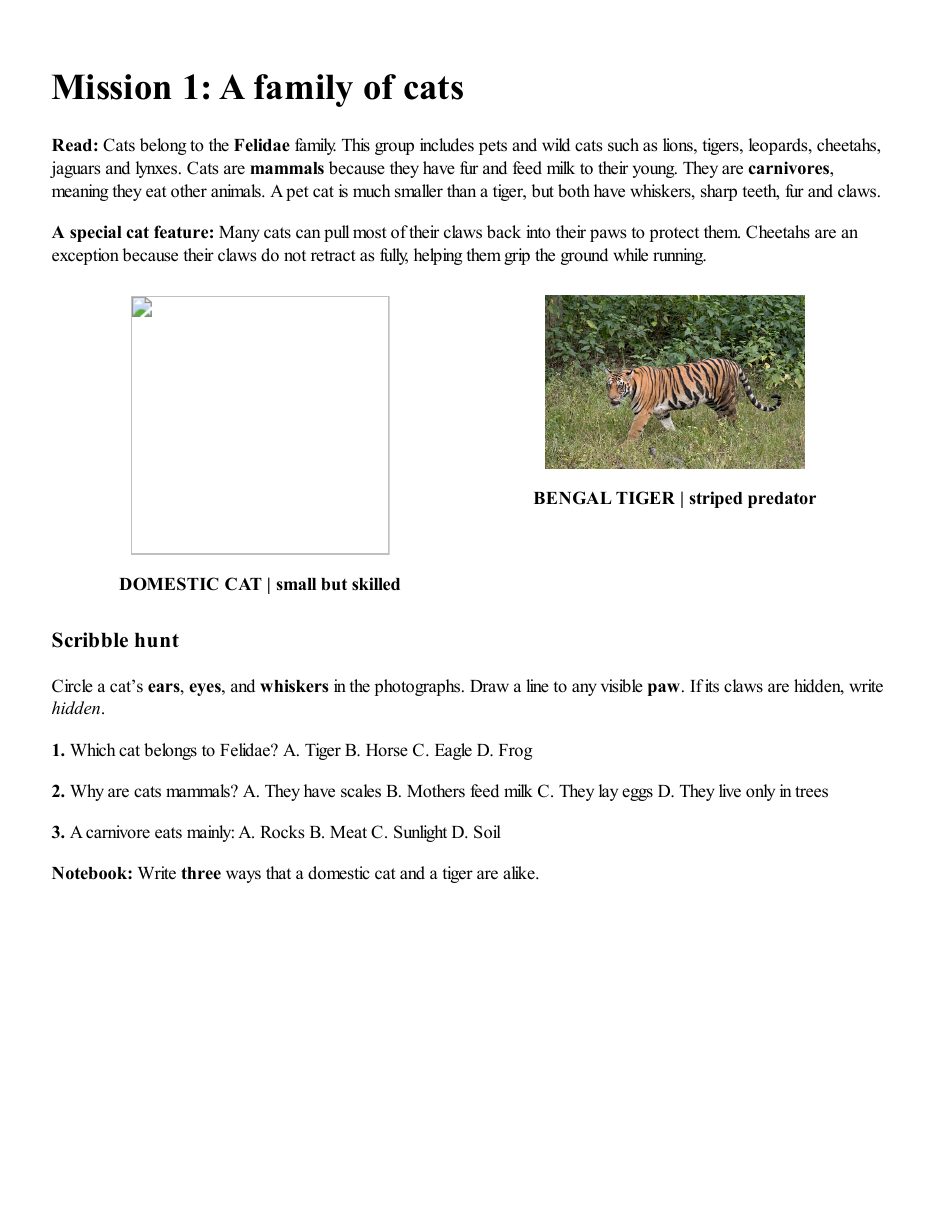 Mission 1: A family of cats
Read: Cats belong to the Felidae family. This group includes pets and wild cats such as lions, tigers, leopards, cheetahs,
jaguars and lynxes. Cats are mammals because they have fur and feed milk to their young. They are carnivores,
meaning they eat other animals. A pet cat is much smaller than a tiger, but both have whiskers, sharp teeth, fur and claws.
A special cat feature: Many cats can pull most of their claws back into their paws to protect them. Cheetahs are an
exception because their claws do not retract as fully, helping them grip the ground while running.
DOMESTIC CAT | small but skilled
BENGAL TIGER | striped predator
Scribble hunt
Circle a cat’s ears, eyes, and whiskers in the photographs. Draw a line to any visible paw. If its claws are hidden, write
hidden.
1. Which cat belongs to Felidae? A. Tiger B. Horse C. Eagle D. Frog
2. Why are cats mammals? A. They have scales B. Mothers feed milk C. They lay eggs D. They live only in trees
3. A carnivore eats mainly: A. Rocks B. Meat C. Sunlight D. Soil
Notebook: Write three ways that a domestic cat and a tiger are alike.